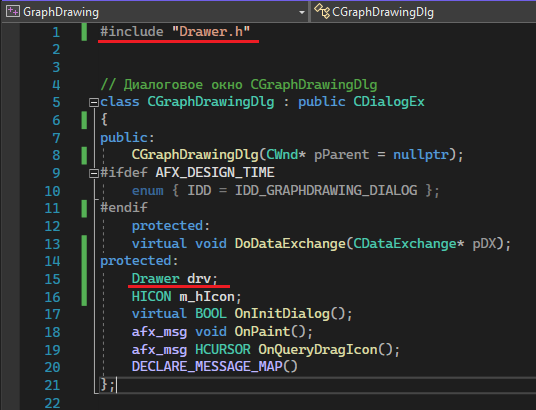 GraphDrawing CGraphDrawingDlg
1 #include "Drawer.h"
2
3
4 // Диалоговое окно CGraphDrawingDlg
5 class CGraphDrawingDlg : public CDialogEx
6 {
7 public:
8 CGraphDrawingDlg(CWnd* pParent = nullptr);
9 #ifdef AFX_DESIGN_TIME
10 enum { IDD = IDD_GRAPHDRAWING_DIALOG };
11 #endif
12 protected:
13 virtual void DoDataExchange(CDataExchange* pDX);
14 protected:
15 Drawer drv;
16 HICON m_hIcon;
17 virtual BOOL OnInitDialog();
18 afx_msg void OnPaint();
19 afx_msg HCURSOR OnQueryDragIcon();
20 DECLARE_MESSAGE_MAP()
21 };
22